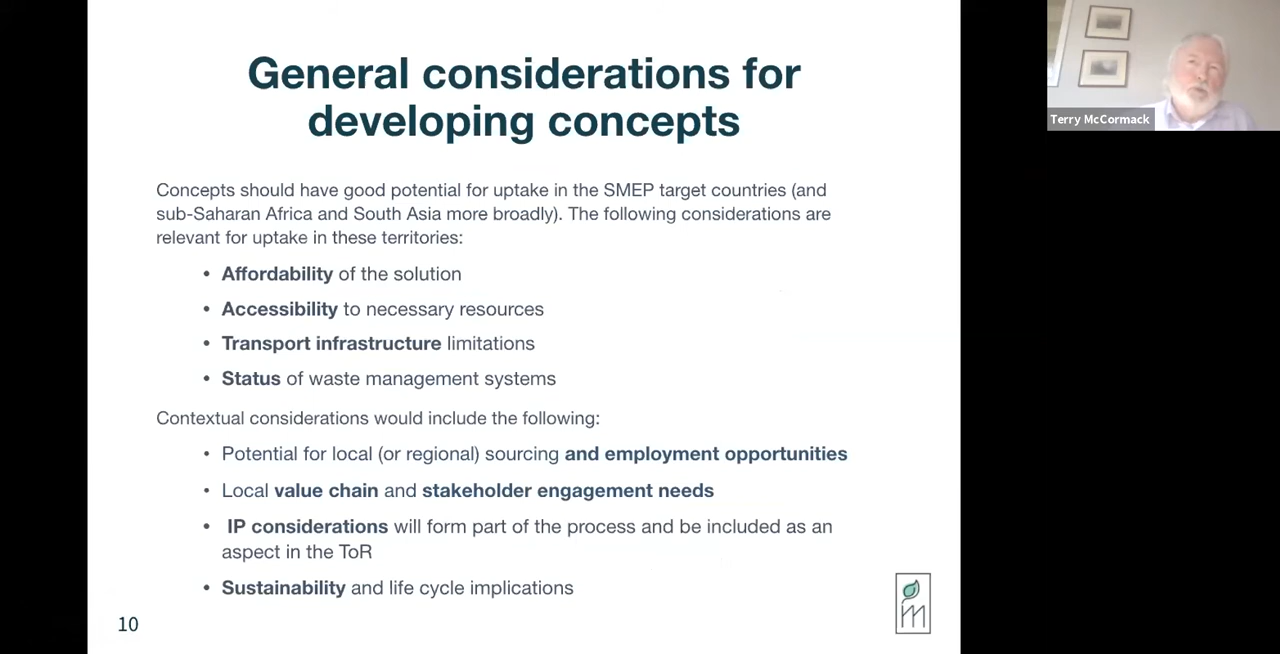 General considerations for
developing concepts
Concepts should have good potential for uptake in the SMEP target countries (and
sub-Saharan Africa and South Asia more broadly). The following considerations are
relevant for uptake in these territories:
• Affordability of the solution
• Accessibility to necessary resources
• Transport infrastructure limitations
• Status of waste management systems
Contextual considerations would include the following:
• Potential for local (or regional) sourcing and employment opportunities
• Local value chain and stakeholder engagement needs
• IP considerations will form part of the process and be included as an
aspect in the ToR
• Sustainability and life cycle implications
10
Terry McCormack